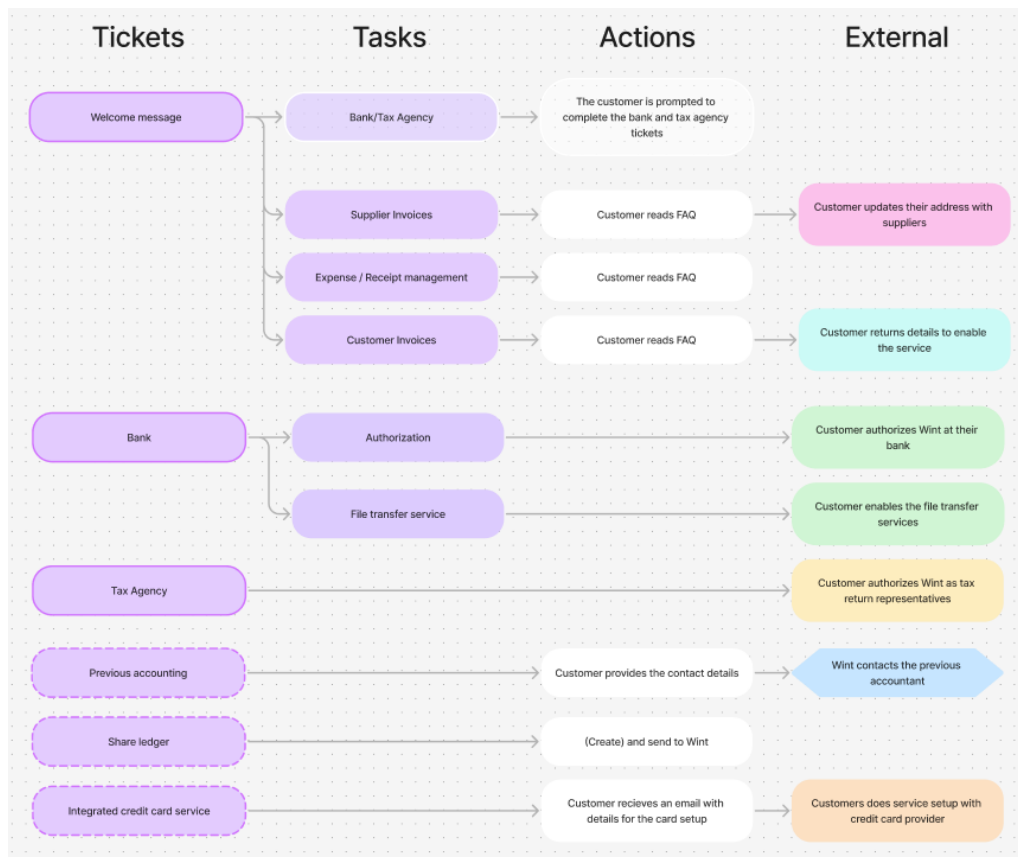 Tickets
Tasks
Actions
External
Welcome message
Bank/Tax Agency
The customer is prompted to
complete the bank and tax agency
tickets
Supplier Invoices
Customer reads FAQ
Customer updates their address with
suppliers
Expense / Receipt management
Customer reads FAQ
Customer Invoices
Customer reads FAQ
Customer returns details to enable
the service
Bank
Authorization
Customer authorizes Wint at their
bank
File transfer service
Customer enables the file transfer
services
Tax Agency
Customer authorizes Wint as tax
return representatives
Previous accounting
Customer provides the contact details
Wint contacts the previous
accountant
Share ledger
(Create) and send to Wint
Integrated credit card service
Customer recieves an email with
details for the card setup
Customers does service setup with
credit card provider